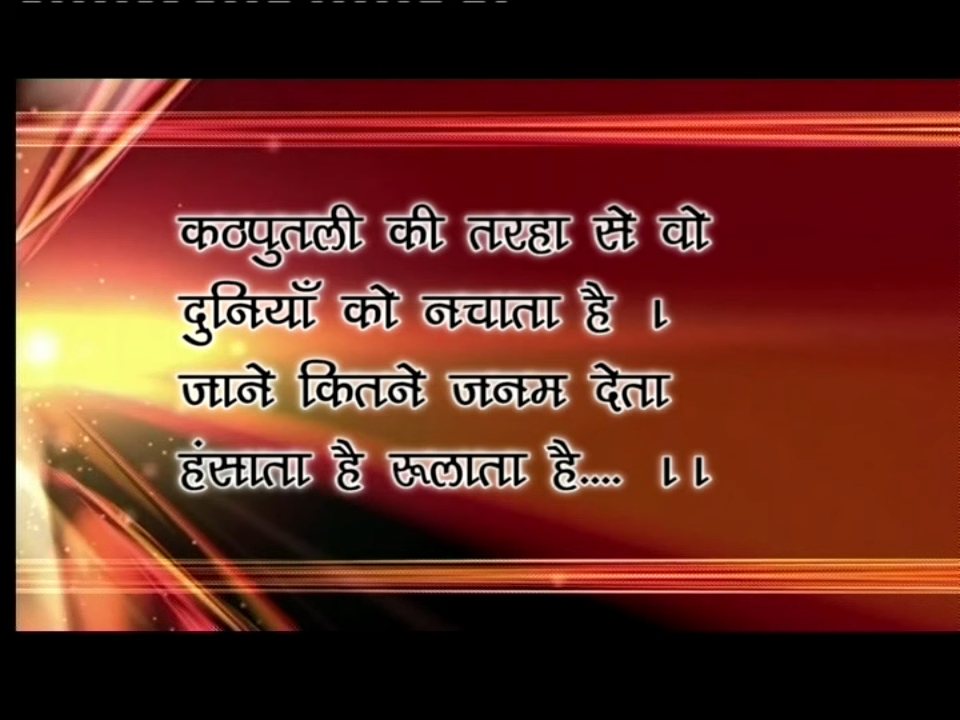 कठपुतली की तरहा से वो
दुनियाँ को नचाता है ।
जाने कितने जनम देता
हंसाता है रूलाता है.... ।।